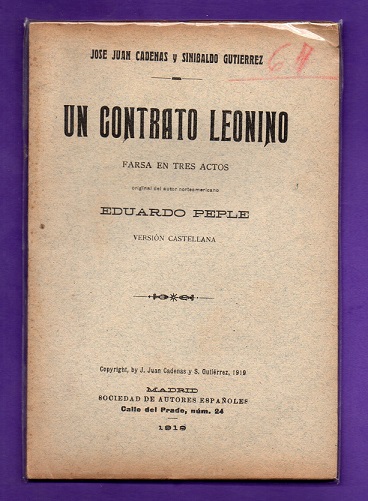 JOSE JUAN CADENAS y SINIBALDO GUTIERREZ
UN CONTRATO LEONINO
FARSA EN TRES ACTOS
original del autor norteamericano
EDUARDO PEPLE
VERSIÓN CASTELLANA
Copyright, by J. Juan Cadenas y S. Gutiérrez, 1919
MADRID
SOCIEDAD DE AUTORES ESPAÑOLES
Calle del Prado, núm. 24
1919